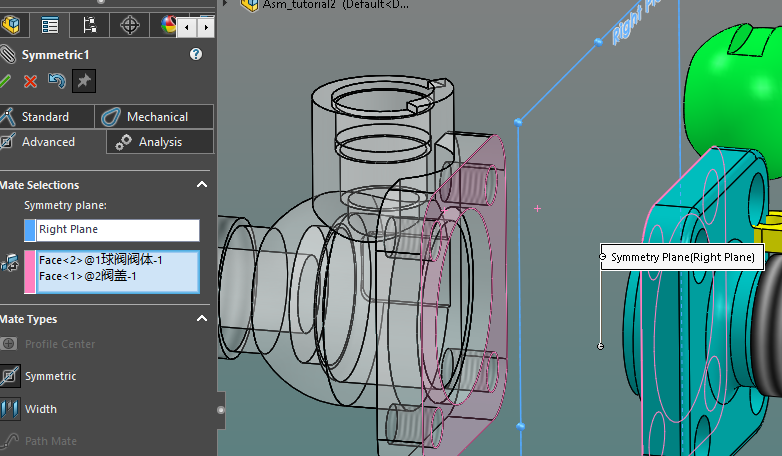 Asm_tutorial2 (Default<D...
Right Pla
Symmetric1
Standard
Mechanical
Advanced
Analysis
Mate Selections
Symmetry plane:
Right Plane
Face<2>@1球阀阀体-1
Face<1>@2阀盖-1
Symmetry Plane(Right Plane)
Mate Types
Profile Center
Symmetric
Width
Path Mate